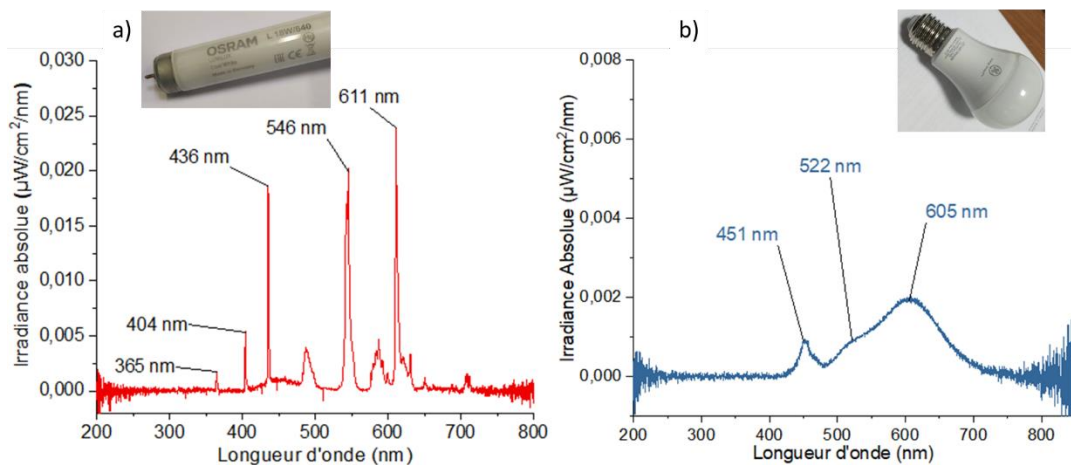 a)
OSRAM L 18W/640
0,030
0,025
0,020
0,015
0,010
0,005
0,000
Irradiance absolue (µW/cm²/nm)
365 nm
404 nm
436 nm
546 nm
611 nm
200 300 400 500 600 700 800
Longueur d'onde (nm)
b)
0,008
0,006
0,004
0,002
0,000
Irradiance Absolue (µW/cm²/nm)
451 nm
522 nm
605 nm
200 300 400 500 600 700 800
Longueur d'onde (nm)